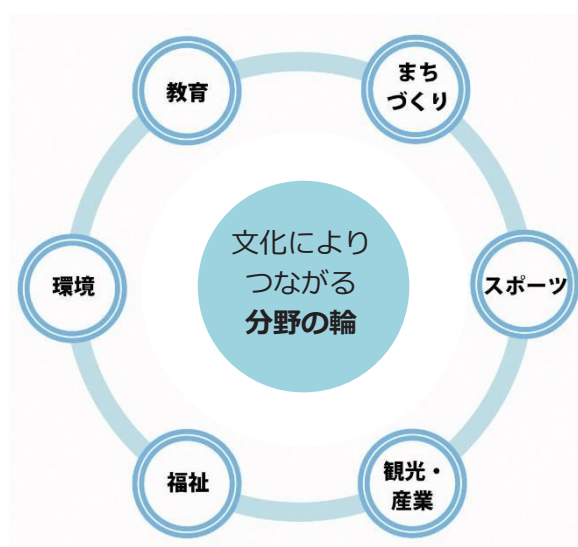 教育
まち
づくり
文化により
つながる
分野の輪
環境
スポーツ
福祉
観光・
産業